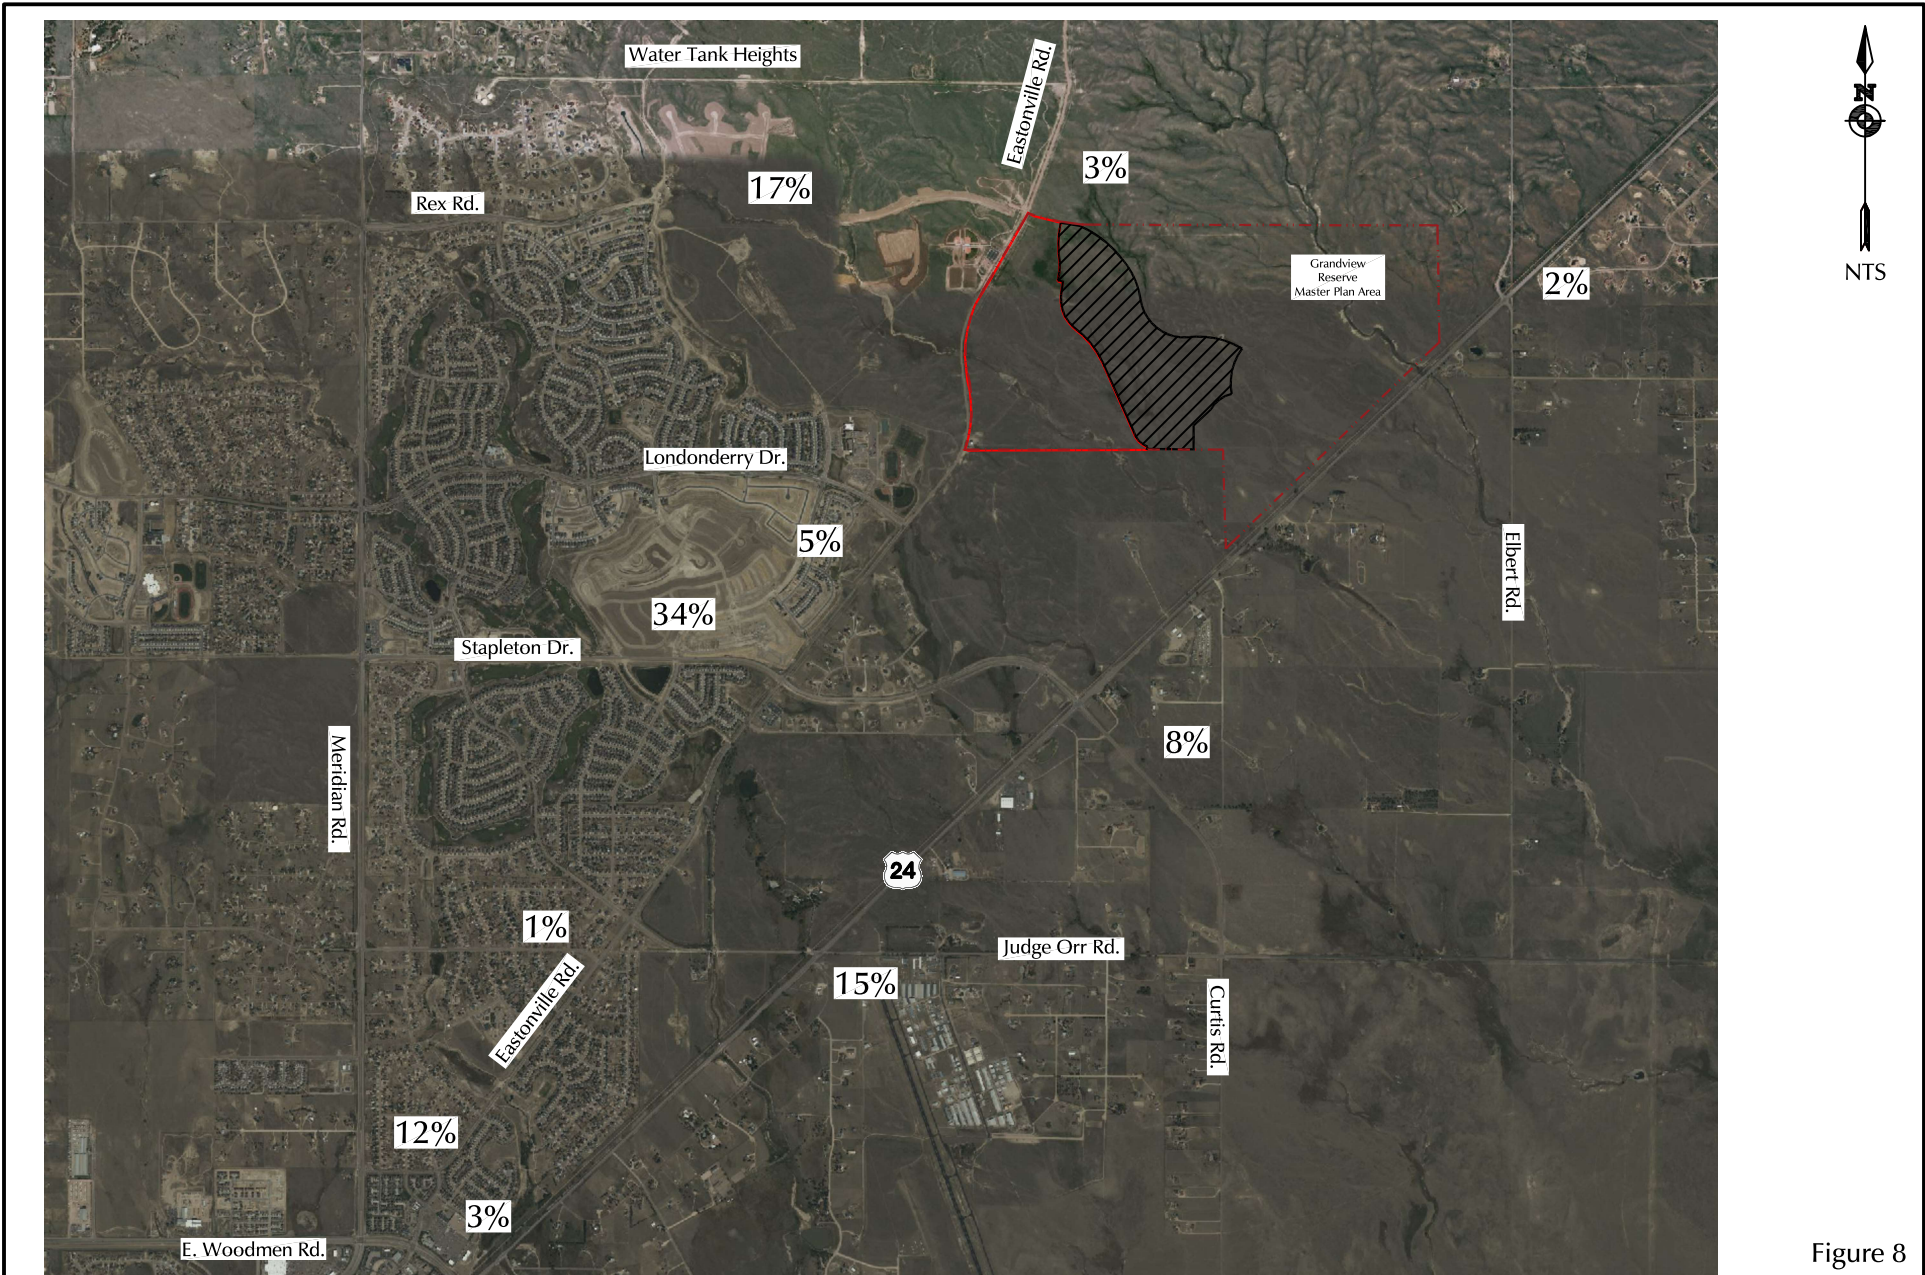 Water Tank Heights
Eastonville Rd.
N
3%
17%
Rex Rd.
Grandview
Reserve
Master Plan Area
NTS
2%
Londonderry Dr.
5%
Elbert Rd.
34%
Stapleton Dr.
Meridian Rd.
8%
24
1%
Judge Orr Rd.
15%
Eastonville Rd.
Curtis Rd.
12%
3%
E. Woodmen Rd.
Figure 8